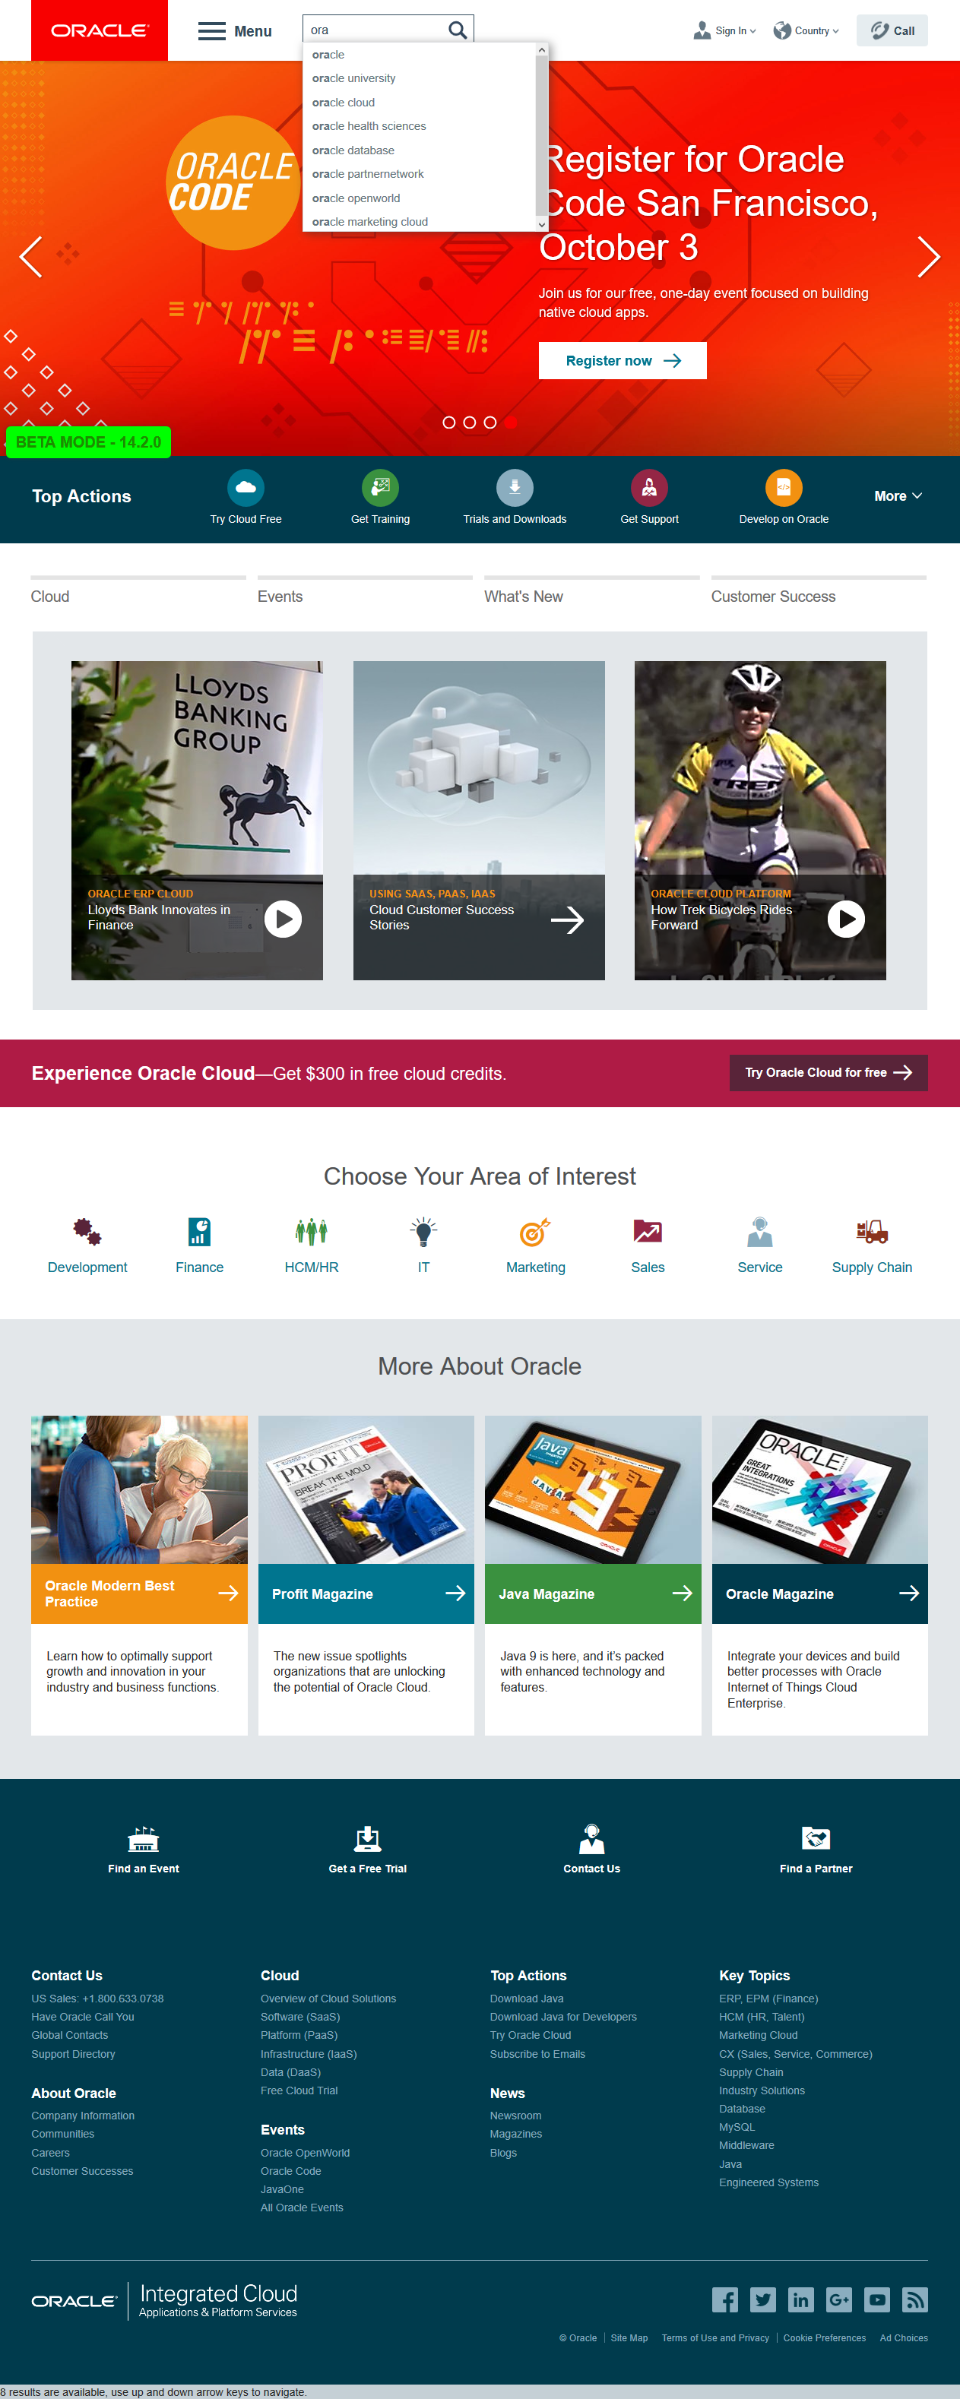 ORACLE
Menu
ora
Sign In
Country
Call
oracle
oracle university
oracle cloud
oracle health sciences
oracle database
oracle partnernetwork
oracle openworld
oracle marketing cloud
ORACLE
CODE
Register for Oracle
Code San Francisco,
October 3
Join us for our free, one-day event focused on building
native cloud apps.
Register now
BETA MODE - 14.2.0
Top Actions
Try Cloud Free
Get Training
Trials and Downloads
Get Support
Develop on Oracle
More
Cloud
Events
What's New
Customer Success
LLOYDS
BANKING
GROUP
ORACLE ERP CLOUD
Lloyds Bank Innovates in
Finance
USING SAAS, PAAS, IAAS
Cloud Customer Success
Stories
TREK
ORACLE CLOUD PLATFORM
How Trek Bicycles Rides
Forward
Experience Oracle Cloud—Get $300 in free cloud credits.
Try Oracle Cloud for free
Choose Your Area of Interest
Development
Finance
HCM/HR
IT
Marketing
Sales
Service
Supply Chain
More About Oracle
PROFIT
BREAK THE MOLD
Java
JAVA
ORACLE
GREAT
INTEGRATIONS
Oracle Modern Best
Practice
Profit Magazine
Java Magazine
Oracle Magazine
Learn how to optimally support
growth and innovation in your
industry and business functions.
The new issue spotlights
organizations that are unlocking
the potential of Oracle Cloud.
Java 9 is here, and it's packed
with enhanced technology and
features.
Integrate your devices and build
better processes with Oracle
Internet of Things Cloud
Enterprise.
Find an Event
Get a Free Trial
Contact Us
Find a Partner
Contact Us
US Sales: +1.800.633.0738
Have Oracle Call You
Global Contacts
Support Directory
About Oracle
Company Information
Communities
Careers
Customer Successes
Cloud
Overview of Cloud Solutions
Software (SaaS)
Platform (PaaS)
Infrastructure (IaaS)
Data (DaaS)
Free Cloud Trial
Events
Oracle OpenWorld
Oracle Code
JavaOne
All Oracle Events
Top Actions
Download Java
Download Java for Developers
Try Oracle Cloud
Subscribe to Emails
News
Newsroom
Magazines
Blogs
Key Topics
ERP, EPM (Finance)
HCM (HR, Talent)
Marketing Cloud
CX (Sales, Service, Commerce)
Supply Chain
Industry Solutions
Database
MySQL
Middleware
Java
Engineered Systems
ORACLE
Integrated Cloud
Applications & Platform Services
© Oracle
Site Map
Terms of Use and Privacy
Cookie Preferences
Ad Choices
8 results are available, use up and down arrow keys to navigate.